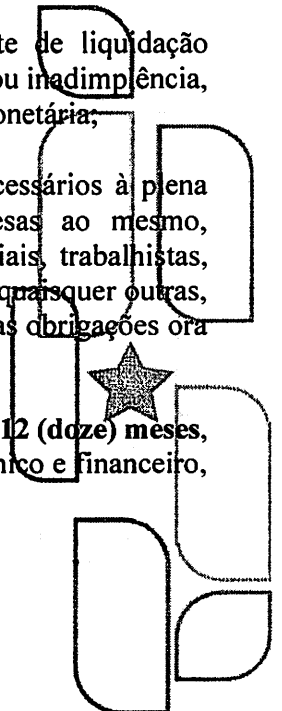 te de liquidação
ou inadimplência,
onetária;
cessários à plena
esas ao mesmo,
iais, trabalhistas,
quaisquer outras,
as obrigações ora
12 (doze) meses,
nico e financeiro,